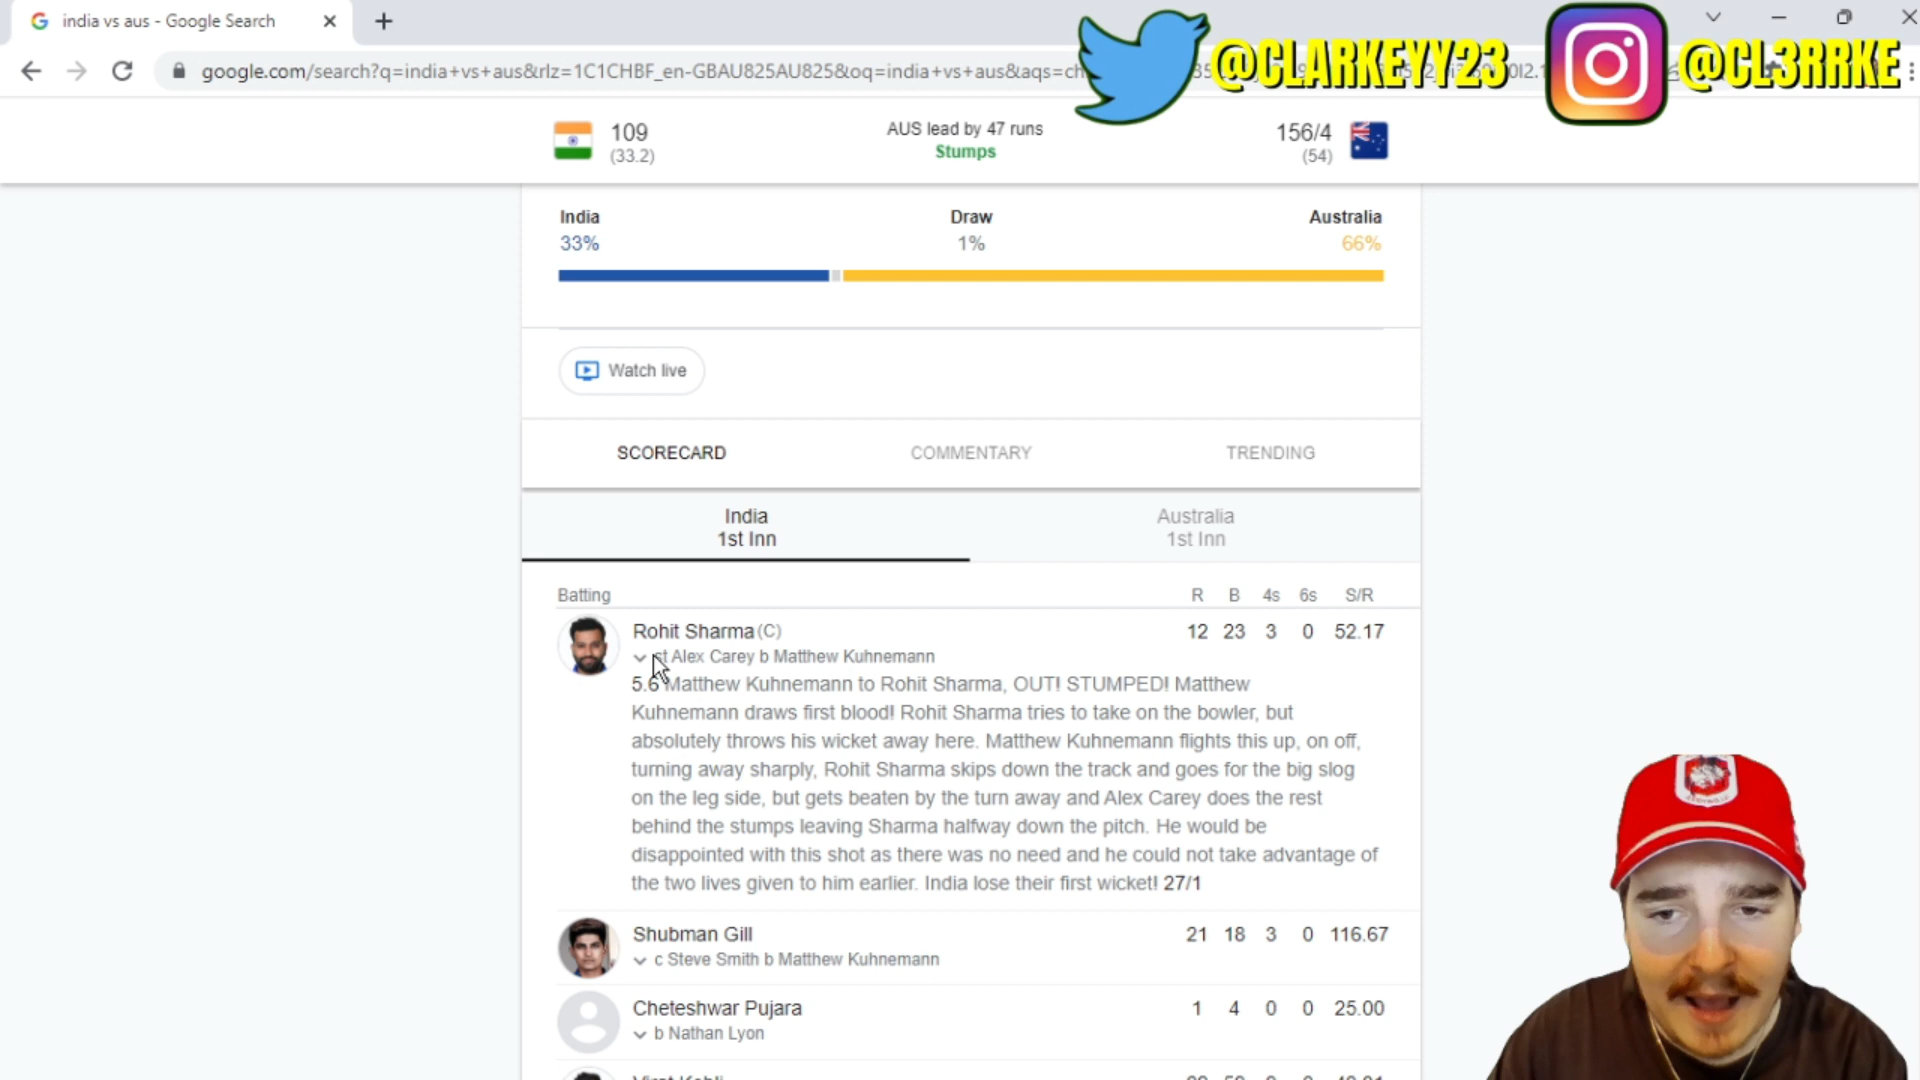 india vs aus - Google Search
@CLARKEYY23
@CL3RRKE
google.com/search?q=india+vs+aus&rlz=1C1CHBF_en-GBAU825AU825&oq=india+vs+aus&aqs=ch
109
(33.2)
AUS lead by 47 runs
Stumps
156/4
(54)
India
Draw
Australia
33%
1%
66%
Watch live
SCORECARD
COMMENTARY
TRENDING
India
1st Inn
Australia
1st Inn
Batting R B 4s 6s S/R
Rohit Sharma (C) 12 23 3 0 52.17
st Alex Carey b Matthew Kuhnemann
5.6 Matthew Kuhnemann to Rohit Sharma, OUT! STUMPED! Matthew
Kuhnemann draws first blood! Rohit Sharma tries to take on the bowler, but
absolutely throws his wicket away here. Matthew Kuhnemann flights this up, on off,
turning away sharply, Rohit Sharma skips down the track and goes for the big slog
on the leg side, but gets beaten by the turn away and Alex Carey does the rest
behind the stumps leaving Sharma halfway down the pitch. He would be
disappointed with this shot as there was no need and he could not take advantage of
the two lives given to him earlier. India lose their first wicket! 27/1
Shubman Gill 21 18 3 0 116.67
c Steve Smith b Matthew Kuhnemann
Cheteshwar Pujara 1 4 0 0 25.00
b Nathan Lyon